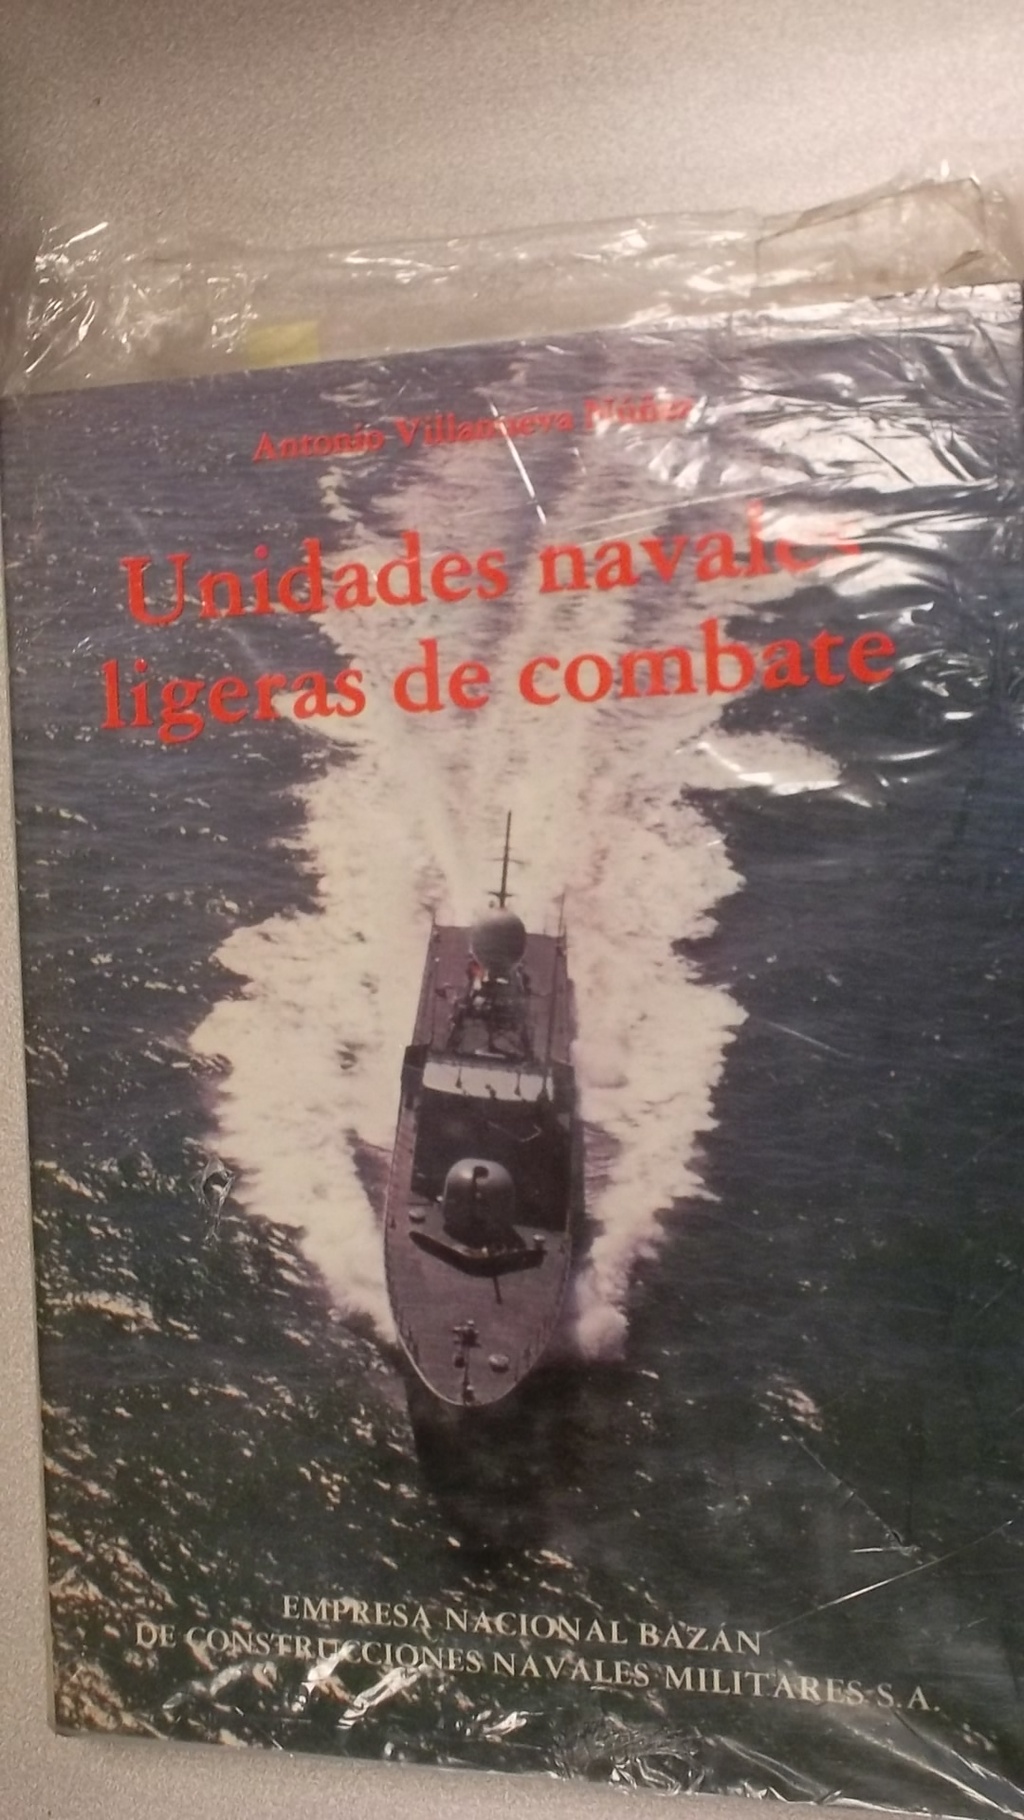 Antonio Villanueva Núñez
Unidades navales
ligeras de combate
EMPRESA NACIONAL BAZÁN
DE CONSTRUCCIONES NAVALES MILITARES S.A.